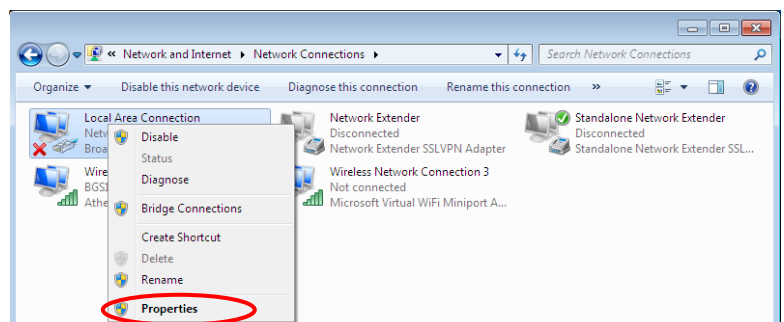 « Network and Internet ▸ Network Connections ▸
Search Network Connections
Organize ▾ Disable this network device Diagnose this connection Rename this connection »
Local Area Connection
Netw
Broa
Network Extender
Disconnected
Network Extender SSLVPN Adapter
Standalone Network Extender
Disconnected
Standalone Network Extender SSL...
Wire
BGS
Athe
Wireless Network Connection 3
Not connected
Microsoft Virtual WiFi Miniport A...
Disable
Status
Diagnose
Bridge Connections
Create Shortcut
Delete
Rename
Properties